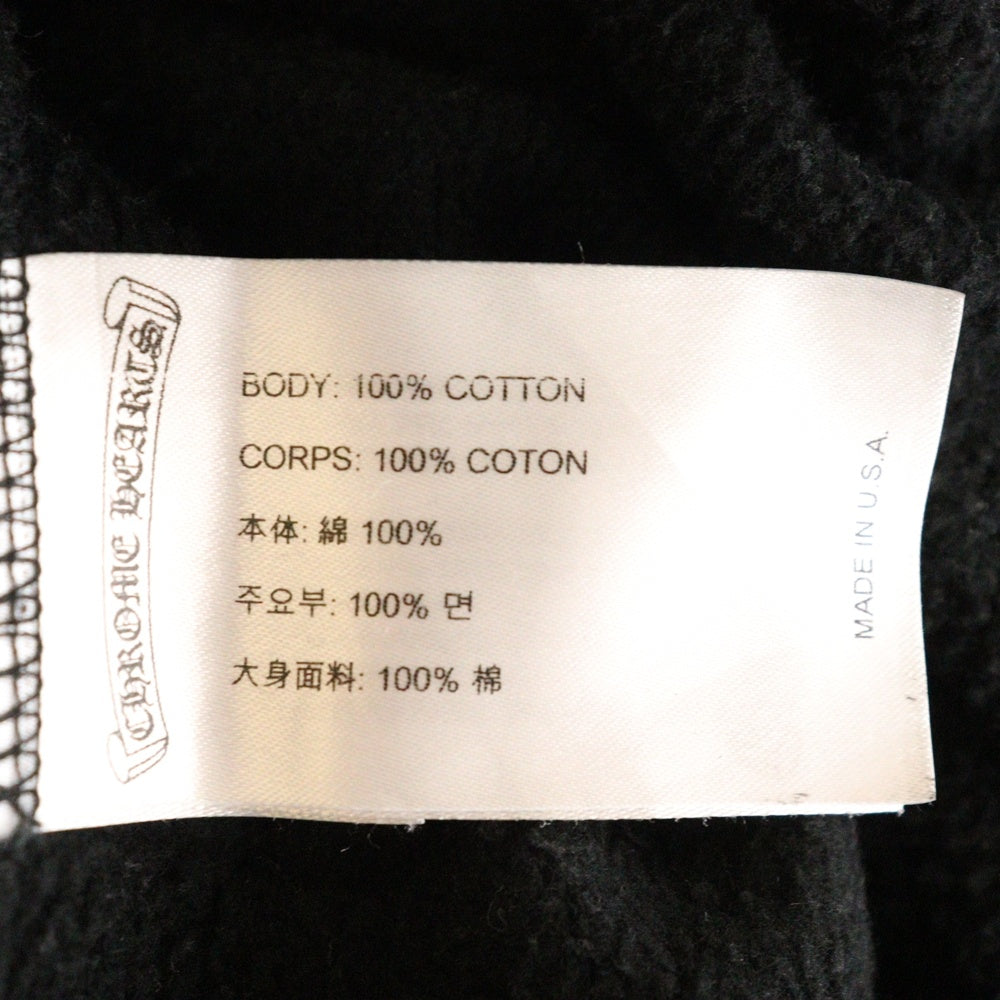 CHROME HEARTS
BODY: 100% COTTON
CORPS: 100% COTON
本体: 綿 100%
주요부: 100% 면
大身面料: 100% 棉
MADE IN U.S.A.